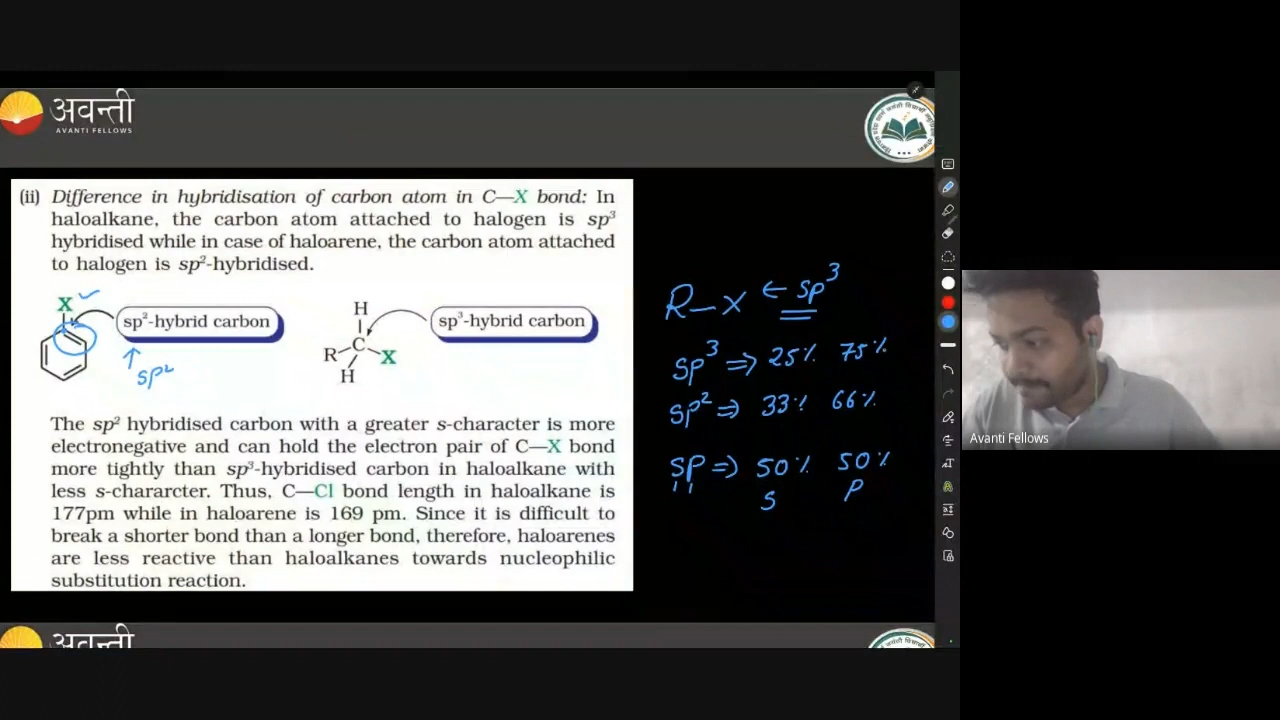 अवन्ती
AVANTI FELLOWS
(ii) Difference in hybridisation of carbon atom in C—X bond: In
haloalkane, the carbon atom attached to halogen is sp³
hybridised while in case of haloarene, the carbon atom attached
to halogen is sp²-hybridised.
X
sp²-hybrid carbon
sp²
H
R C X
H
sp³-hybrid carbon
The sp² hybridised carbon with a greater s-character is more
electronegative and can hold the electron pair of C—X bond
more tightly than sp³-hybridised carbon in haloalkane with
less s-chararcter. Thus, C—Cl bond length in haloalkane is
177pm while in haloarene is 169 pm. Since it is difficult to
break a shorter bond than a longer bond, therefore, haloarenes
are less reactive than haloalkanes towards nucleophilic
substitution reaction.
R—X ← sp³
sp³ ⇒ 25% 75%
sp² ⇒ 33% 66%
sp ⇒ 50% 50%
S P
Avanti Fellows
अवन्ती